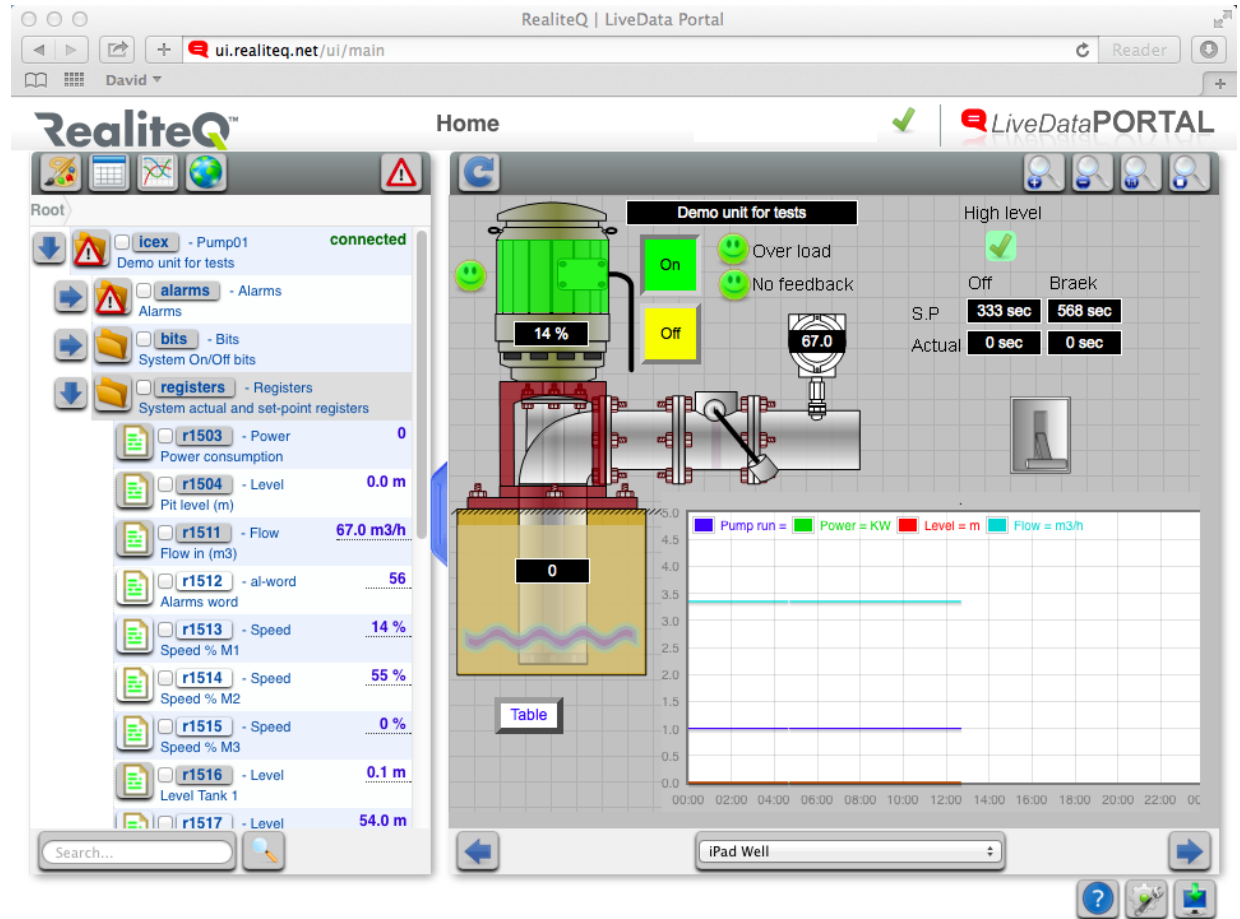 RealiteQ | LiveData Portal
ui.realiteq.net/ui/main
Reader
David
RealiteQ™
Home
LiveDataPORTAL
Root
icex - Pump01 connected
Demo unit for tests
alarms - Alarms
Alarms
bits - Bits
System On/Off bits
registers - Registers
System actual and set-point registers
r1503 - Power 0
Power consumption
r1504 - Level 0.0 m
Pit level (m)
r1511 - Flow 67.0 m3/h
Flow in (m3)
r1512 - al-word 56
Alarms word
r1513 - Speed 14 %
Speed % M1
r1514 - Speed 55 %
Speed % M2
r1515 - Speed 0 %
Speed % M3
r1516 - Level 0.1 m
Level Tank 1
r1517 - Level 54.0 m
Search...
Demo unit for tests
High level
On
Over load
No feedback
Off
Off Braek
S.P 333 sec 568 sec
Actual 0 sec 0 sec
14 %
67.0
0
Table
Pump run = Power = KW Level = m Flow = m3/h
5.0
4.5
4.0
3.5
3.0
2.5
2.0
1.5
1.0
0.5
0.0
00:00 02:00 04:00 06:00 08:00 10:00 12:00 14:00 16:00 18:00 20:00 22:00 0C
iPad Well